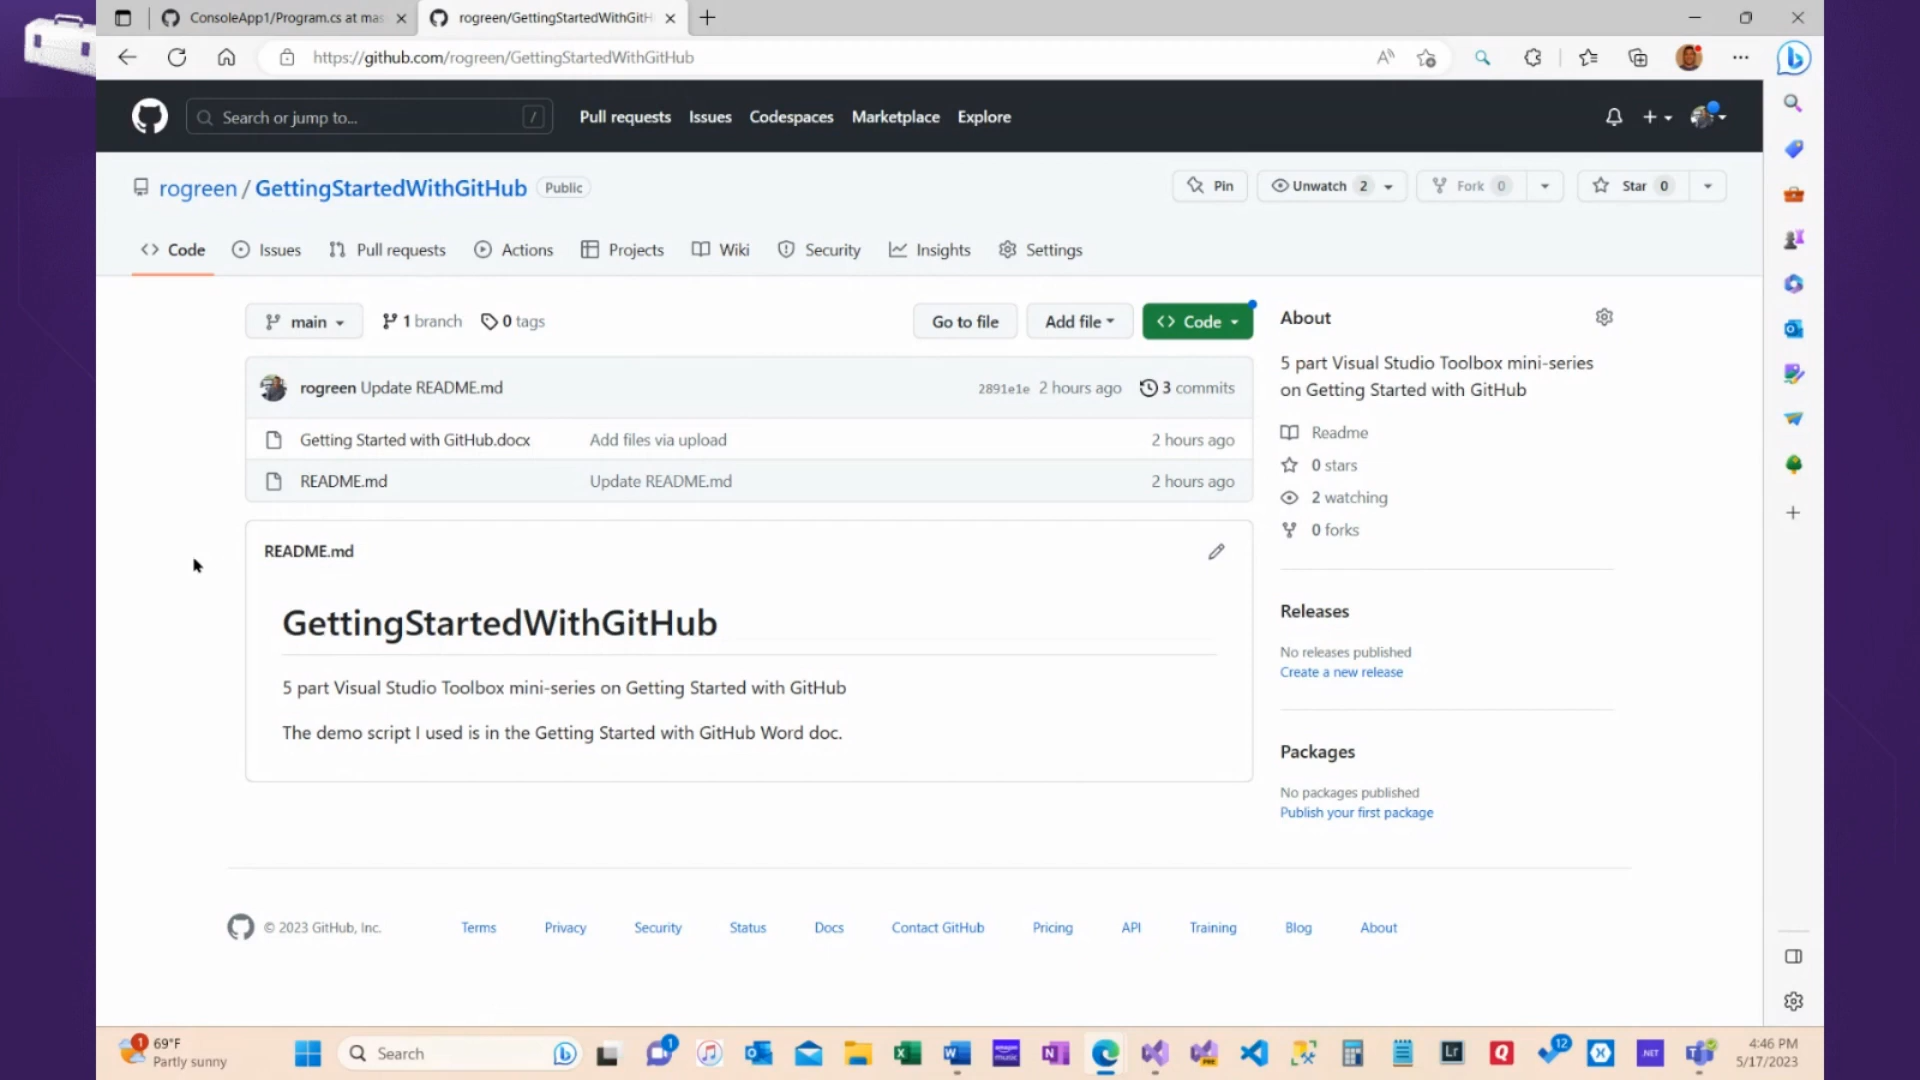 ConsoleApp1/Program.cs at mas
rogreen/GettingStartedWithGitH
https://github.com/rogreen/GettingStartedWithGitHub
Search or jump to... /
Pull requests Issues Codespaces Marketplace Explore
rogreen / GettingStartedWithGitHub Public
Pin Unwatch 2 Fork 0 Star 0
Code Issues Pull requests Actions Projects Wiki Security Insights Settings
main 1 branch 0 tags Go to file Add file Code
rogreen Update README.md 2891e1e 2 hours ago 3 commits
Getting Started with GitHub.docx Add files via upload 2 hours ago
README.md Update README.md 2 hours ago
README.md
GettingStartedWithGitHub
5 part Visual Studio Toolbox mini-series on Getting Started with GitHub
The demo script I used is in the Getting Started with GitHub Word doc.
About
5 part Visual Studio Toolbox mini-series
on Getting Started with GitHub
Readme
0 stars
2 watching
0 forks
Releases
No releases published
Create a new release
Packages
No packages published
Publish your first package
© 2023 GitHub, Inc. Terms Privacy Security Status Docs Contact GitHub Pricing API Training Blog About
1 69°F
Partly sunny
Search
1
music
PRE
Lr
12
.NET
4:46 PM
5/17/2023